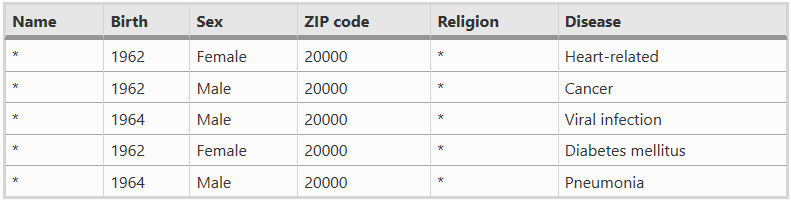 Name Birth Sex ZIP code Religion Disease
* 1962 Female 20000 * Heart-related
* 1962 Male 20000 * Cancer
* 1964 Male 20000 * Viral infection
* 1962 Female 20000 * Diabetes mellitus
* 1964 Male 20000 * Pneumonia